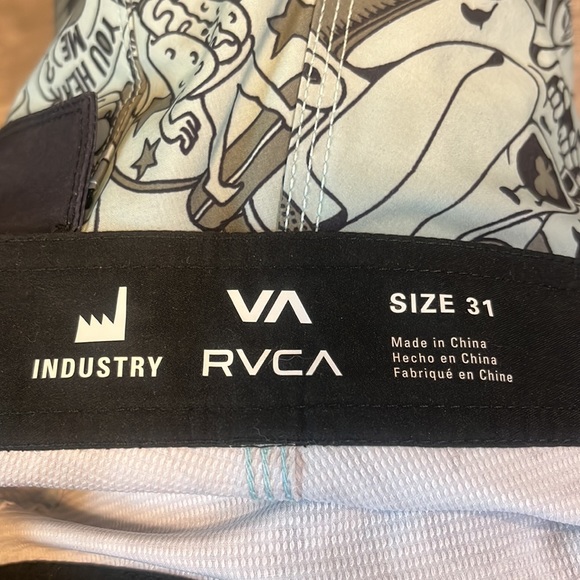 YOU HEAR
ME!?
INDUSTRY
VA
RVCA
SIZE 31
Made in China
Hecho en China
Fabriqué en Chine